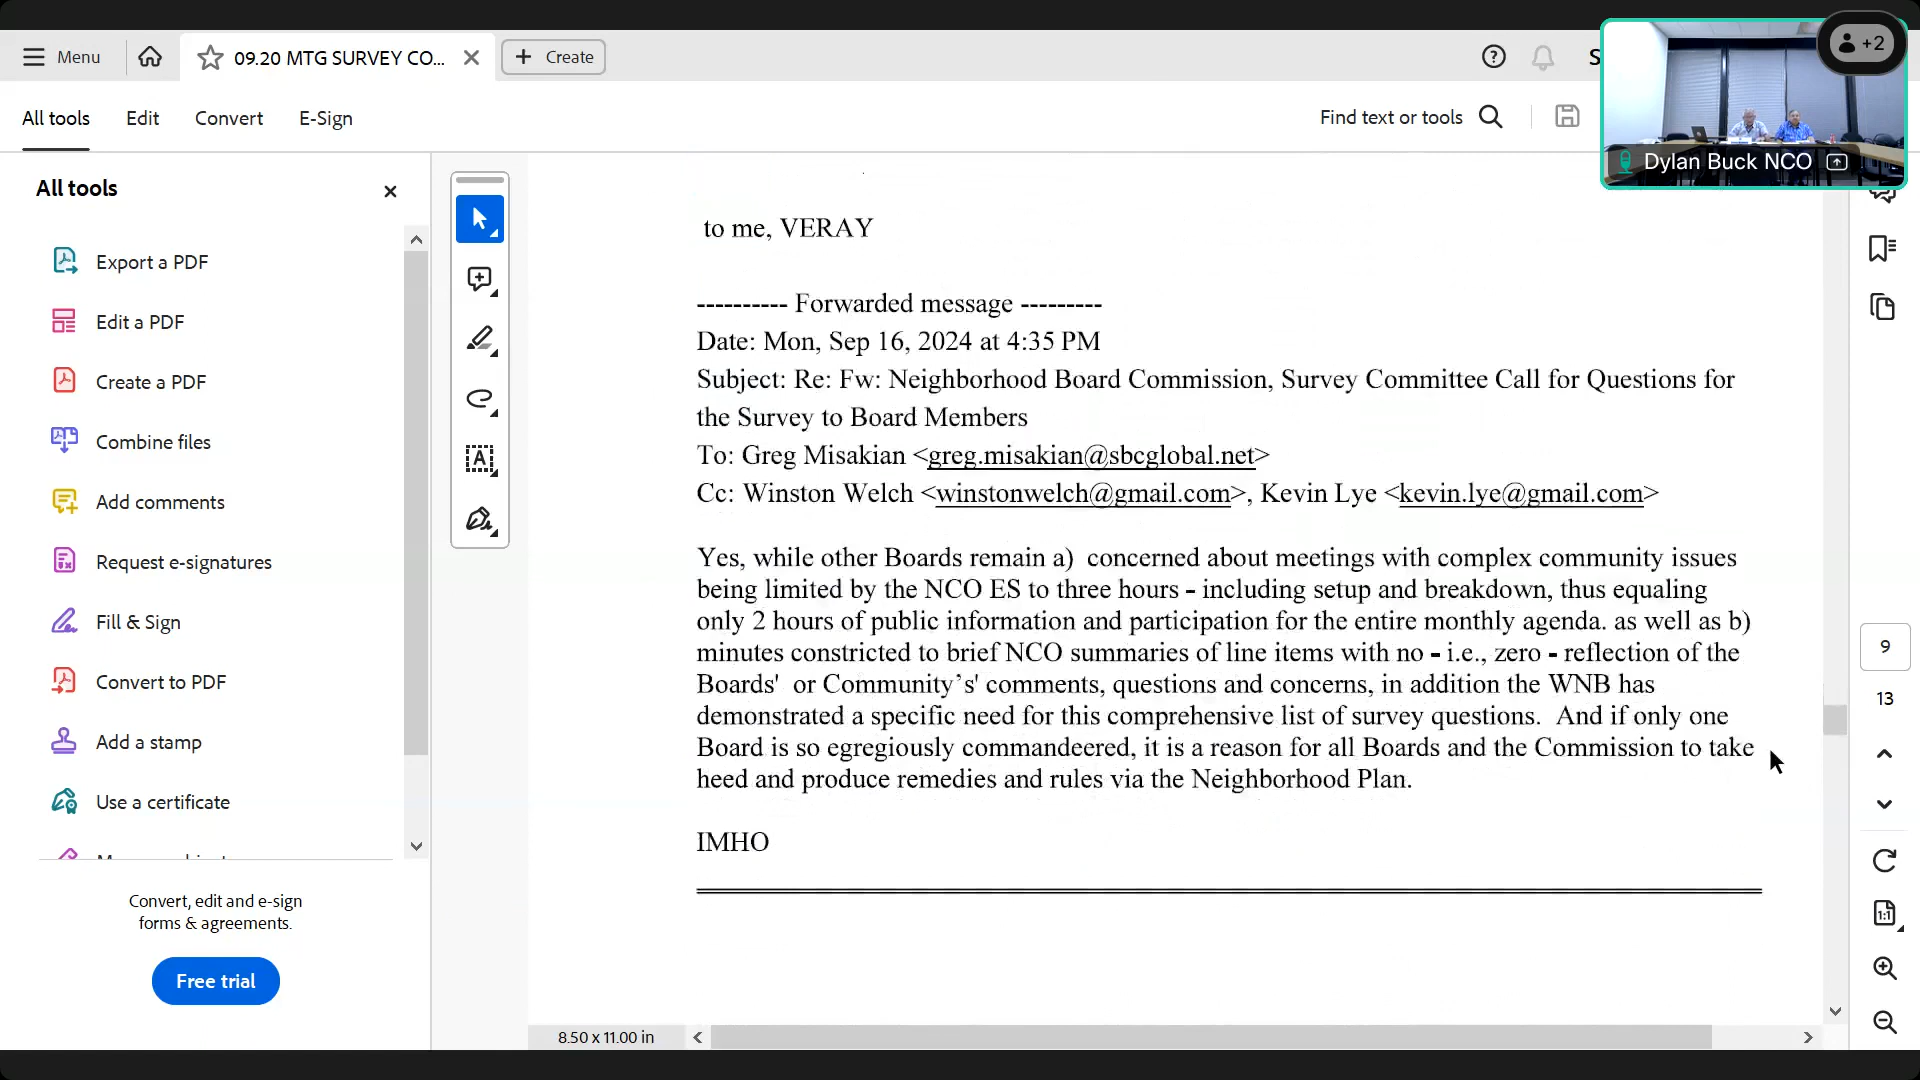 Menu
09.20 MTG SURVEY CO...
Create
S
+2
All tools
Edit
Convert
E-Sign
Find text or tools
Dylan Buck NCO
All tools
Export a PDF
Edit a PDF
Create a PDF
Combine files
Add comments
Request e-signatures
Fill & Sign
Convert to PDF
Add a stamp
Use a certificate
Convert, edit and e-sign
forms & agreements.
Free trial
to me, VERAY
---------- Forwarded message ---------
Date: Mon, Sep 16, 2024 at 4:35 PM
Subject: Re: Fw: Neighborhood Board Commission, Survey Committee Call for Questions for
the Survey to Board Members
To: Greg Misakian <greg.misakian@sbcglobal.net>
Cc: Winston Welch <winstonwelch@gmail.com>, Kevin Lye <kevin.lye@gmail.com>
Yes, while other Boards remain a)  concerned about meetings with complex community issues
being limited by the NCO ES to three hours - including setup and breakdown, thus equaling
only 2 hours of public information and participation for the entire monthly agenda. as well as b)
minutes constricted to brief NCO summaries of line items with no - i.e., zero - reflection of the
Boards'  or Community’s' comments, questions and concerns, in addition the WNB has
demonstrated a specific need for this comprehensive list of survey questions.  And if only one
Board is so egregiously commandeered, it is a reason for all Boards and the Commission to take
heed and produce remedies and rules via the Neighborhood Plan.
IMHO
8.50 x 11.00 in
9
13
1:1